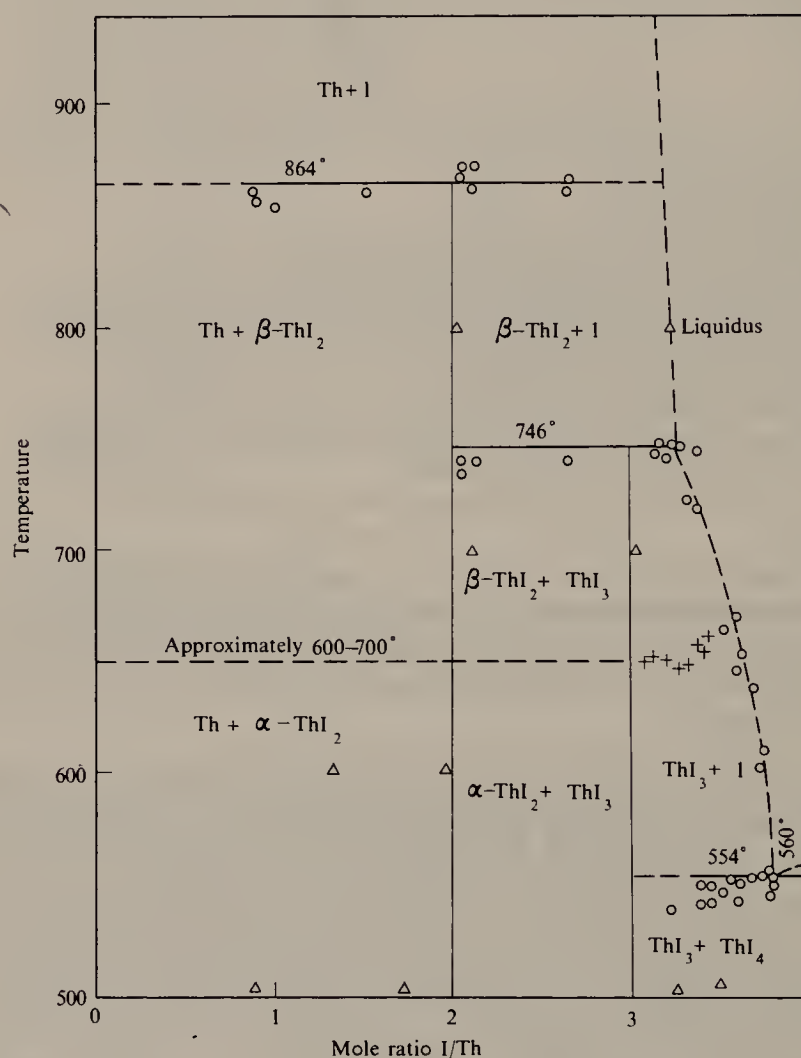 Th + l
900
864°
Th + β-ThI₂
β-ThI₂ + l
800
Liquidus
746°
Temperature
700
β-ThI₂ + ThI₃
Approximately 600–700°
Th + α-ThI₂
600
α-ThI₂ + ThI₃
ThI₃ + l
560°
554°
ThI₃ + ThI₄
500
0
1
2
3
Mole ratio I/Th